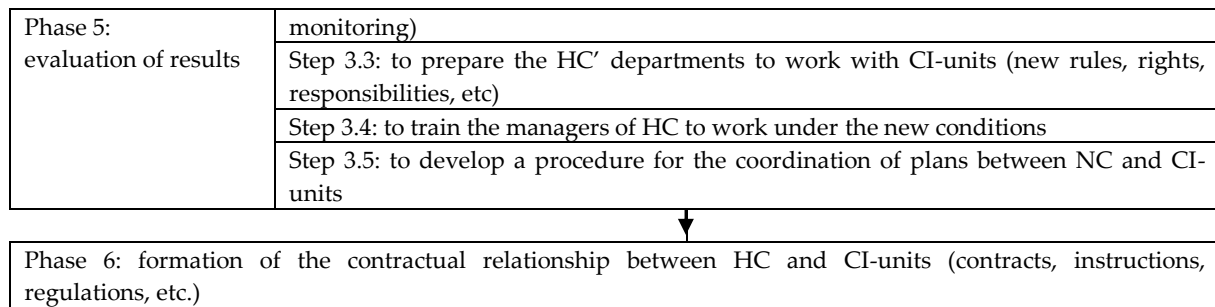 Phase 5:
evaluation of results
monitoring)
Step 3.3: to prepare the HC' departments to work with CI-units (new rules, rights,
responsibilities, etc)
Step 3.4: to train the managers of HC to work under the new conditions
Step 3.5: to develop a procedure for the coordination of plans between NC and CI-
units
Phase 6: formation of the contractual relationship between HC and CI-units (contracts, instructions,
regulations, etc.)